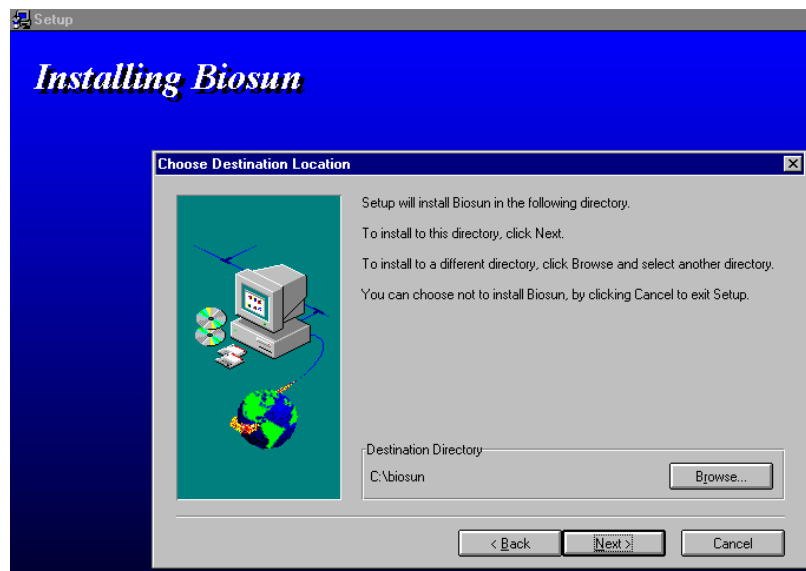 Setup
Installing Biosun
Choose Destination Location
Setup will install Biosun in the following directory.
To install to this directory, click Next.
To install to a different directory, click Browse and select another directory.
You can choose not to install Biosun, by clicking Cancel to exit Setup.
Destination Directory
C:\biosun
Browse...
< Back
Next >
Cancel